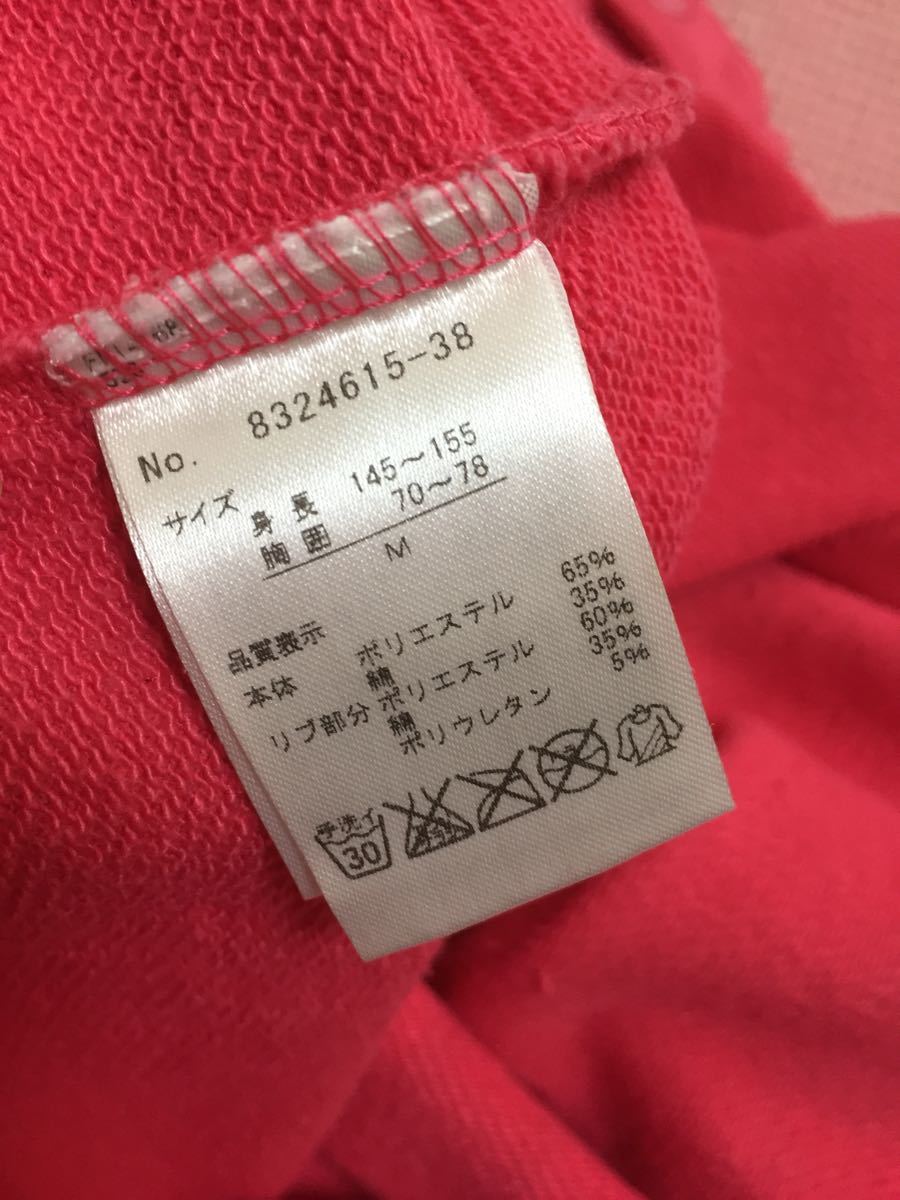 No. 8324615-38
サイズ 身長 145～155
胸囲 70～78
M
品質表示
本体 ポリエステル 65%
綿 35%
リブ部分 ポリエステル 60%
綿 35%
ポリウレタン 5%
手洗イ
30